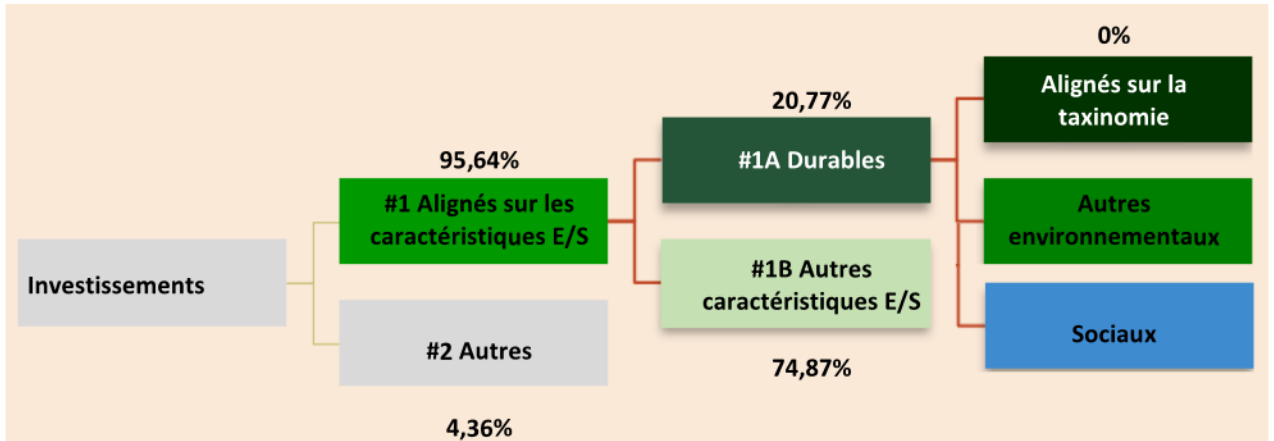 0%
Alignés sur la
taxinomie
20,77%
#1A Durables
95,64%
#1 Alignés sur les
caractéristiques E/S
Autres
environnementaux
Investissements
#1B Autres
caractéristiques E/S
#2 Autres
Sociaux
74,87%
4,36%